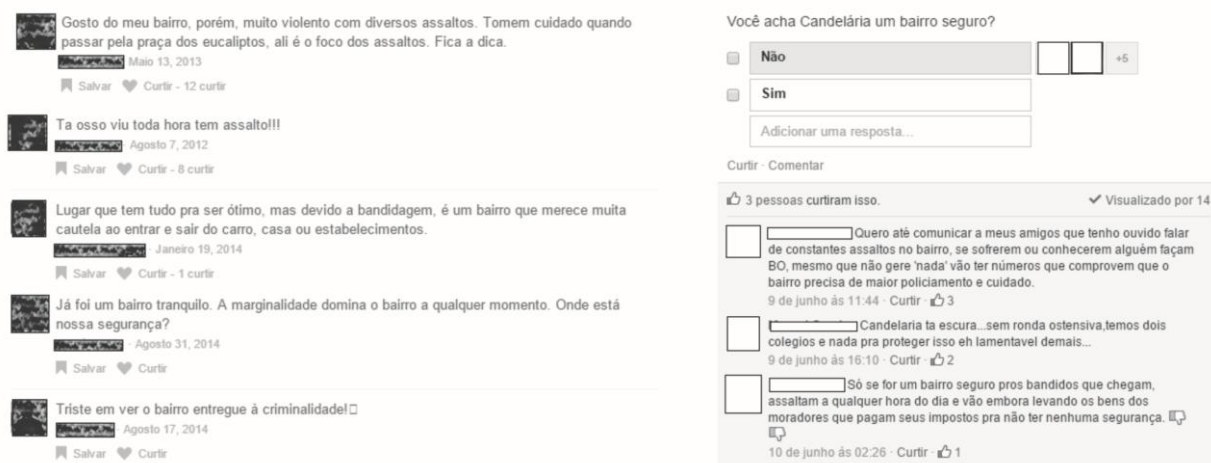 Gosto do meu bairro, porém, muito violento com diversos assaltos. Tomem cuidado quando
passar pela praça dos eucaliptos, ali é o foco dos assaltos. Fica a dica.
Maio 13, 2013
Salvar Curtir - 12 curtir
Ta osso viu toda hora tem assalto!!!
· Agosto 7, 2012
Salvar Curtir - 8 curtir
Lugar que tem tudo pra ser ótimo, mas devido a bandidagem, é um bairro que merece muita
cautela ao entrar e sair do carro, casa ou estabelecimentos.
· Janeiro 19, 2014
Salvar Curtir - 1 curtir
Já foi um bairro tranquilo. A marginalidade domina o bairro a qualquer momento. Onde está
nossa segurança?
· Agosto 31, 2014
Salvar Curtir
Triste em ver o bairro entregue à criminalidade!
· Agosto 17, 2014
Salvar Curtir
Você acha Candelária um bairro seguro?
Não +5
Sim
Adicionar uma resposta...
Curtir · Comentar
3 pessoas curtiram isso. Visualizado por 14
Quero até comunicar a meus amigos que tenho ouvido falar
de constantes assaltos no bairro, se sofrerem ou conhecerem alguém façam
BO, mesmo que não gere 'nada' vão ter números que comprovem que o
bairro precisa de maior policiamento e cuidado.
9 de junho ás 11:44 · Curtir · 3
Candelaria ta escura...sem ronda ostensiva,temos dois
colegios e nada pra proteger isso eh lamentavel demais...
9 de junho ás 16:10 · Curtir · 2
Só se for um bairro seguro pros bandidos que chegam,
assaltam a qualquer hora do dia e vão embora levando os bens dos
moradores que pagam seus impostos pra não ter nenhuma segurança.
10 de junho ás 02:26 · Curtir · 1